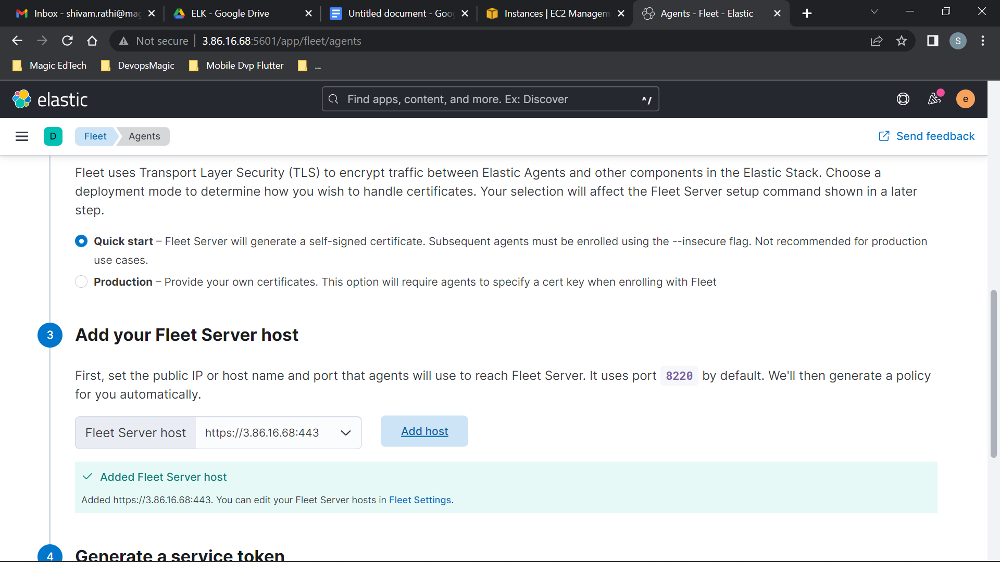 Inbox - shivam.rathi@mag
ELK - Google Drive
Untitled document - Goo
Instances | EC2 Managem
Agents - Fleet - Elastic
Not secure
3.86.16.68:5601/app/fleet/agents
S
Magic EdTech
DevopsMagic
Mobile Dvp Flutter
...
elastic
Find apps, content, and more. Ex: Discover
^/
e
D
Fleet
Agents
Send feedback
Fleet uses Transport Layer Security (TLS) to encrypt traffic between Elastic Agents and other components in the Elastic Stack. Choose a
deployment mode to determine how you wish to handle certificates. Your selection will affect the Fleet Server setup command shown in a later
step.
Quick start – Fleet Server will generate a self-signed certificate. Subsequent agents must be enrolled using the --insecure flag. Not recommended for production
use cases.
Production – Provide your own certificates. This option will require agents to specify a cert key when enrolling with Fleet
3
Add your Fleet Server host
First, set the public IP or host name and port that agents will use to reach Fleet Server. It uses port 8220 by default. We'll then generate a policy
for you automatically.
Fleet Server host
https://3.86.16.68:443
Add host
Added Fleet Server host
Added https://3.86.16.68:443. You can edit your Fleet Server hosts in Fleet Settings.
4
Generate a service token